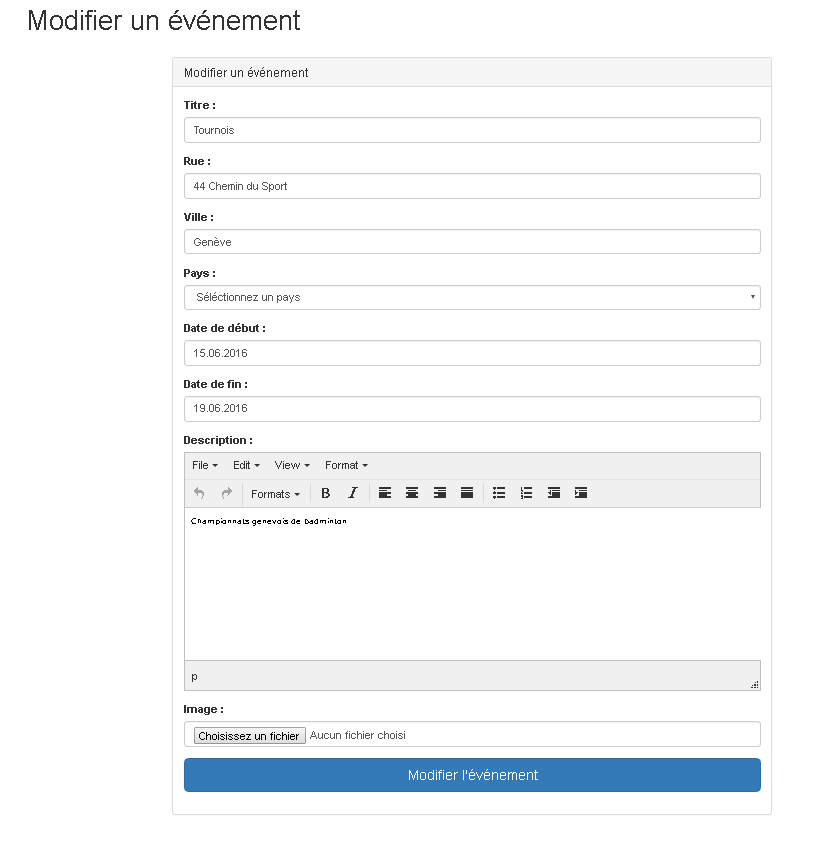 Modifier un événement
Modifier un événement
Titre :
Tournois
Rue :
44 Chemin du Sport
Ville :
Genève
Pays :
Séléctionnez un pays
Date de début :
15.06.2016
Date de fin :
19.06.2016
Description :
File Edit View Format
Formats B I
Championnats genevois de badminton
p
Image :
Choisissez un fichier Aucun fichier choisi
Modifier l'événement